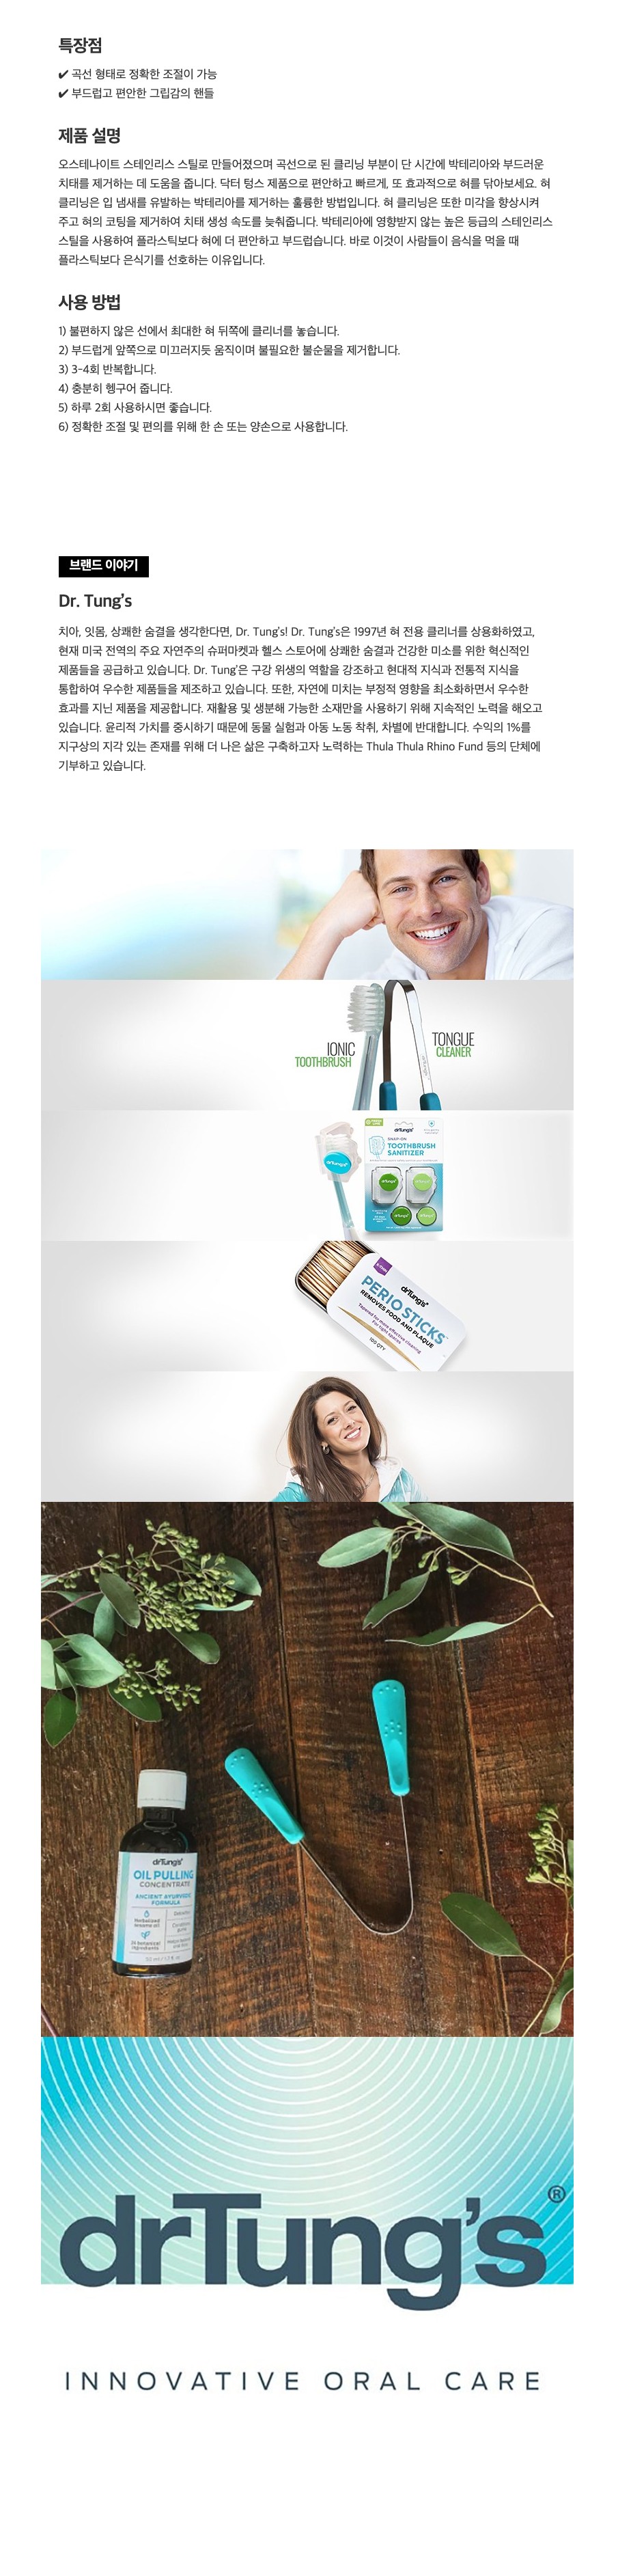 특장점
✔ 곡선 형태로 정확한 조절이 가능
✔ 부드럽고 편안한 그립감의 핸들
제품 설명
오스테나이트 스테인리스 스틸로 만들어졌으며 곡선으로 된 클리닝 부분이 단 시간에 박테리아와 부드러운
치태를 제거하는 데 도움을 줍니다. 닥터 텅스 제품으로 편안하고 빠르게, 또 효과적으로 혀를 닦아보세요. 혀
클리닝은 입 냄새를 유발하는 박테리아를 제거하는 훌륭한 방법입니다. 혀 클리닝은 또한 미각을 향상시켜
주고 혀의 코팅을 제거하여 치태 생성 속도를 늦춰줍니다. 박테리아에 영향받지 않는 높은 등급의 스테인리스
스틸을 사용하여 플라스틱보다 혀에 더 편안하고 부드럽습니다. 바로 이것이 사람들이 음식을 먹을 때
플라스틱보다 은식기를 선호하는 이유입니다.
사용 방법
1) 불편하지 않은 선에서 최대한 혀 뒤쪽에 클리너를 놓습니다.
2) 부드럽게 앞쪽으로 미끄러지듯 움직이며 불필요한 불순물을 제거합니다.
3) 3-4회 반복합니다.
4) 충분히 헹구어 줍니다.
5) 하루 2회 사용하시면 좋습니다.
6) 정확한 조절 및 편의를 위해 한 손 또는 양손으로 사용합니다.
브랜드 이야기
Dr. Tung's
치아, 잇몸, 상쾌한 숨결을 생각한다면, Dr. Tung's! Dr. Tung's은 1997년 혀 전용 클리너를 상용화하였고,
현재 미국 전역의 주요 자연주의 슈퍼마켓과 헬스 스토어에 상쾌한 숨결과 건강한 미소를 위한 혁신적인
제품들을 공급하고 있습니다. Dr. Tung'은 구강 위생의 역할을 강조하고 현대적 지식과 전통적 지식을
통합하여 우수한 제품들을 제조하고 있습니다. 또한, 자연에 미치는 부정적 영향을 최소화하면서 우수한
효과를 지닌 제품을 제공합니다. 재활용 및 생분해 가능한 소재만을 사용하기 위해 지속적인 노력을 해오고
있습니다. 윤리적 가치를 중시하기 때문에 동물 실험과 아동 노동 착취, 차별에 반대합니다. 수익의 1%를
지구상의 지각 있는 존재를 위해 더 나은 삶은 구축하고자 노력하는 Thula Thula Rhino Fund 등의 단체에
기부하고 있습니다.
IONIC
TOOTHBRUSH
TONGUE
CLEANER
drTung's
drTung's
SNAP-ON
TOOTHBRUSH
SANITIZER
drTung's
drTung's
PERIO STICKS
REMOVES FOOD AND PLAQUE
Tapered for more effective cleaning
For tight spaces
100 QTY
drTung's
OIL PULLING
CONCENTRATE
ANCIENT AYURVEDIC
FORMULA
drTung's®
INNOVATIVE ORAL CARE